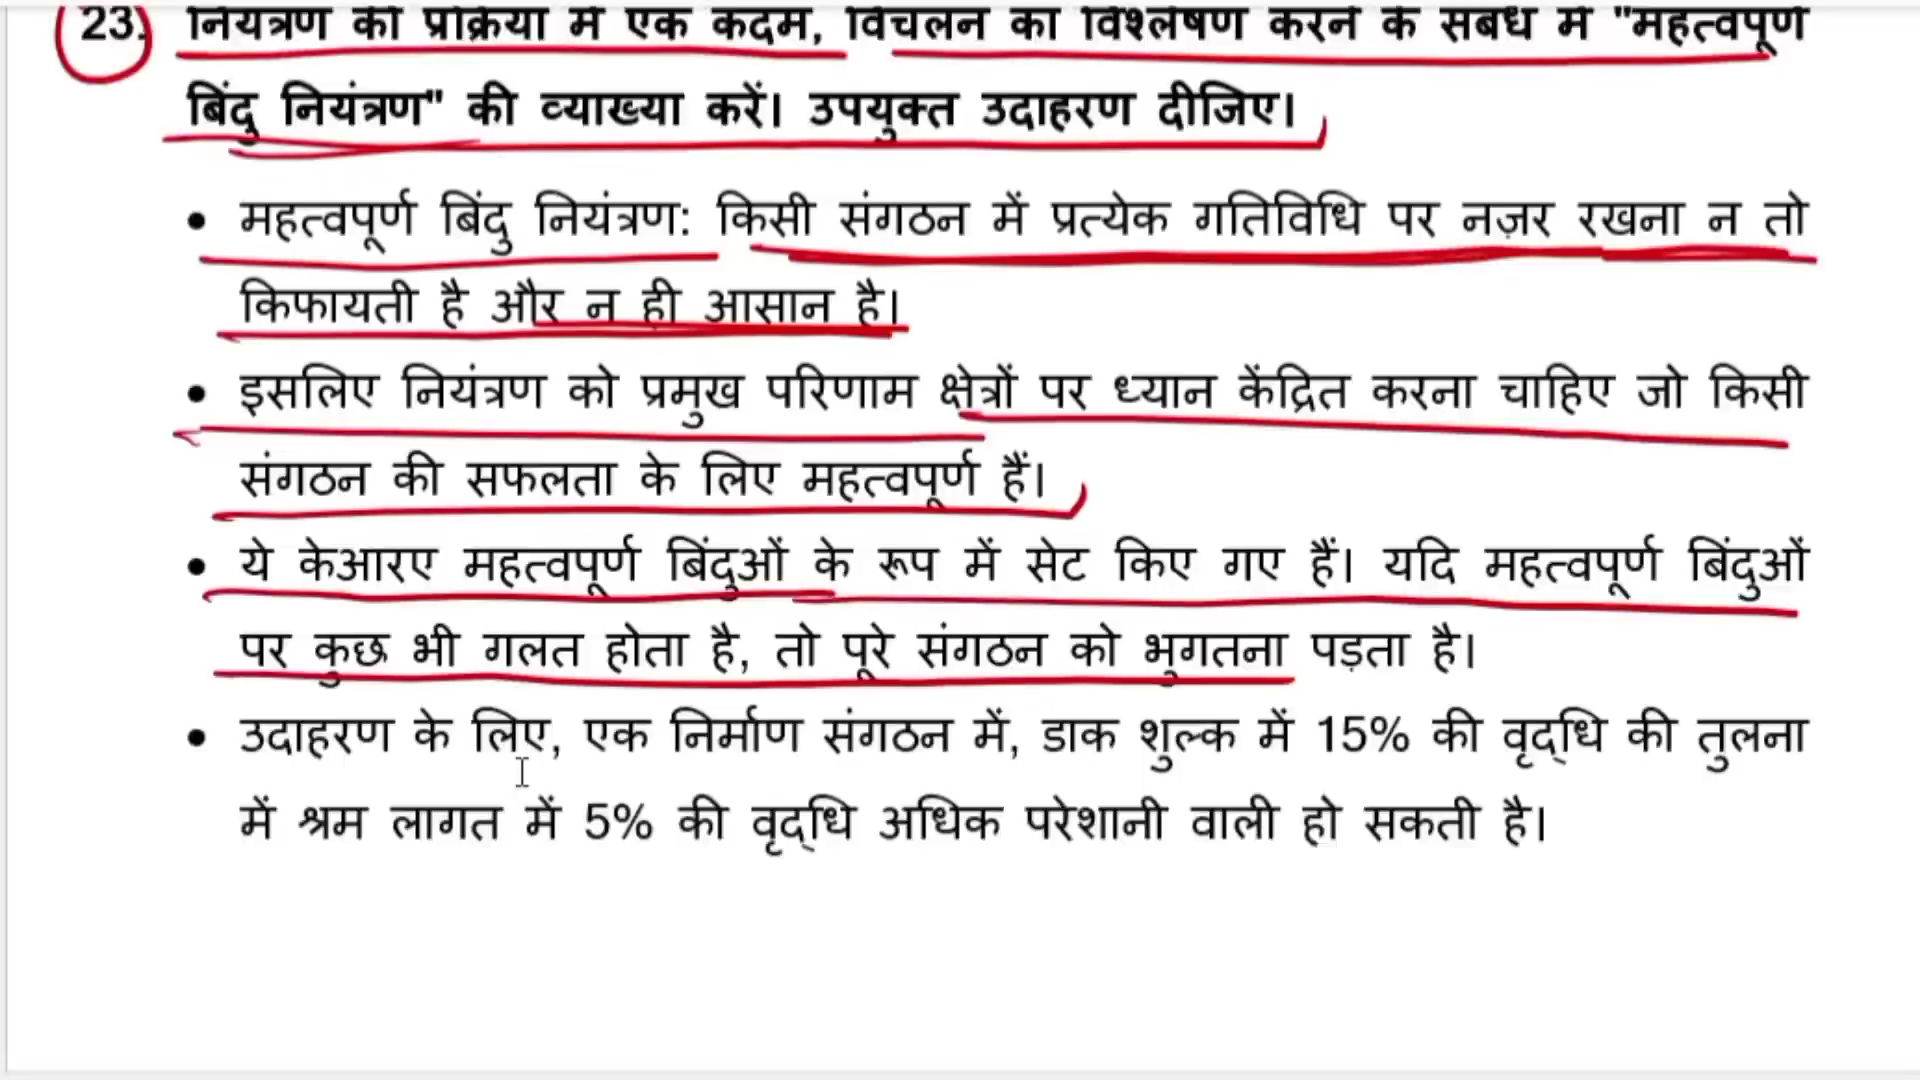 23. नियंत्रण की प्रक्रिया में एक कदम, विचलन का विश्लेषण करने के संबंध में "महत्वपूर्ण
बिंदु नियंत्रण" की व्याख्या करें। उपयुक्त उदाहरण दीजिए।
• महत्वपूर्ण बिंदु नियंत्रण: किसी संगठन में प्रत्येक गतिविधि पर नज़र रखना न तो
किफायती है और न ही आसान है।
• इसलिए नियंत्रण को प्रमुख परिणाम क्षेत्रों पर ध्यान केंद्रित करना चाहिए जो किसी
संगठन की सफलता के लिए महत्वपूर्ण हैं।
• ये केआरए महत्वपूर्ण बिंदुओं के रूप में सेट किए गए हैं। यदि महत्वपूर्ण बिंदुओं
पर कुछ भी गलत होता है, तो पूरे संगठन को भुगतना पड़ता है।
• उदाहरण के लिए, एक निर्माण संगठन में, डाक शुल्क में 15% की वृद्धि की तुलना
में श्रम लागत में 5% की वृद्धि अधिक परेशानी वाली हो सकती है।